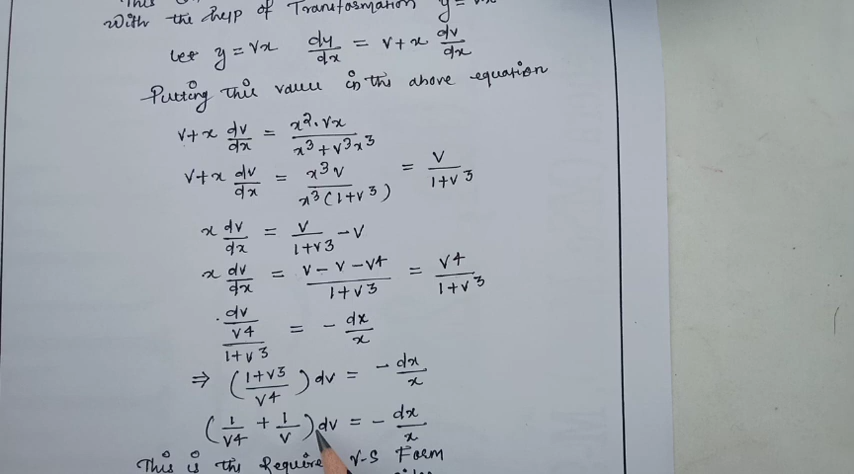 With the help of Transformation y = vx
Let y = vx dy/dx = v + x dv/dx
Putting this value in the above equation
v + x dv/dx = x². vx / x³ + v³x³
v + x dv/dx = x³v / x³(1+v³) = v / 1+v³
x dv/dx = v / 1+v³ - v
x dv/dx = v - v - v4 / 1+v³ = v4 / 1+v³
dv / (v4 / 1+v³) = - dx/x
⇒ (1+v3 / v4) dv = - dx/x
(1/v4 + 1/v) dv = - dx/x
This is the Require v-s Form